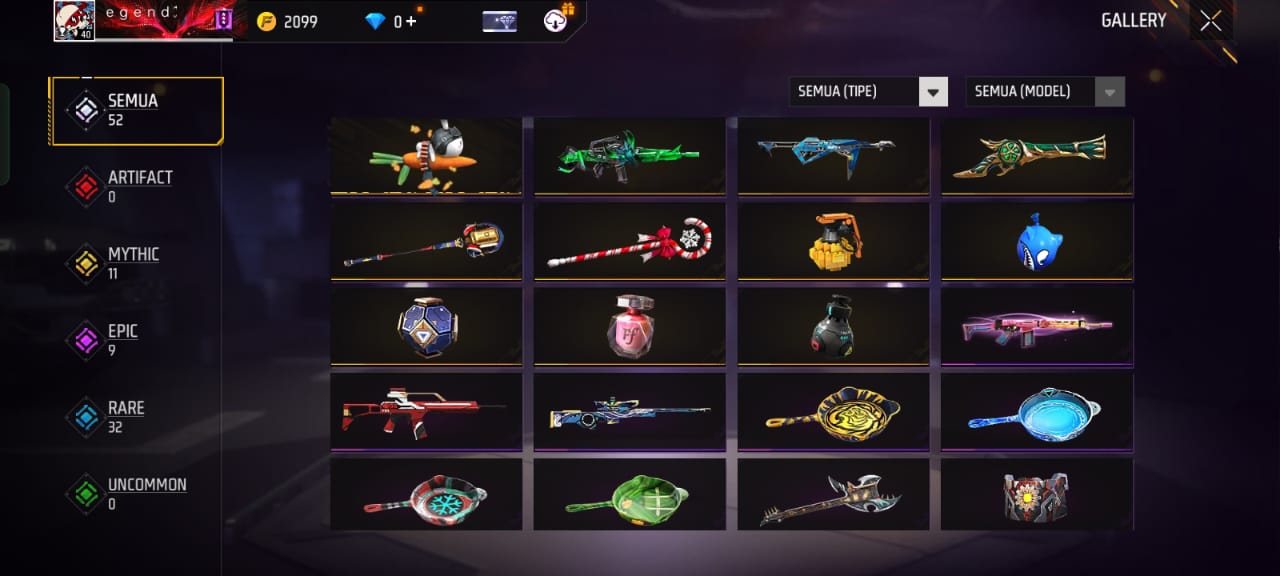 egend
40
2099
0+
GALLERY
SEMUA
52
SEMUA (TIPE)
SEMUA (MODEL)
ARTIFACT
0
MYTHIC
11
EPIC
9
RARE
32
UNCOMMON
0
Ff